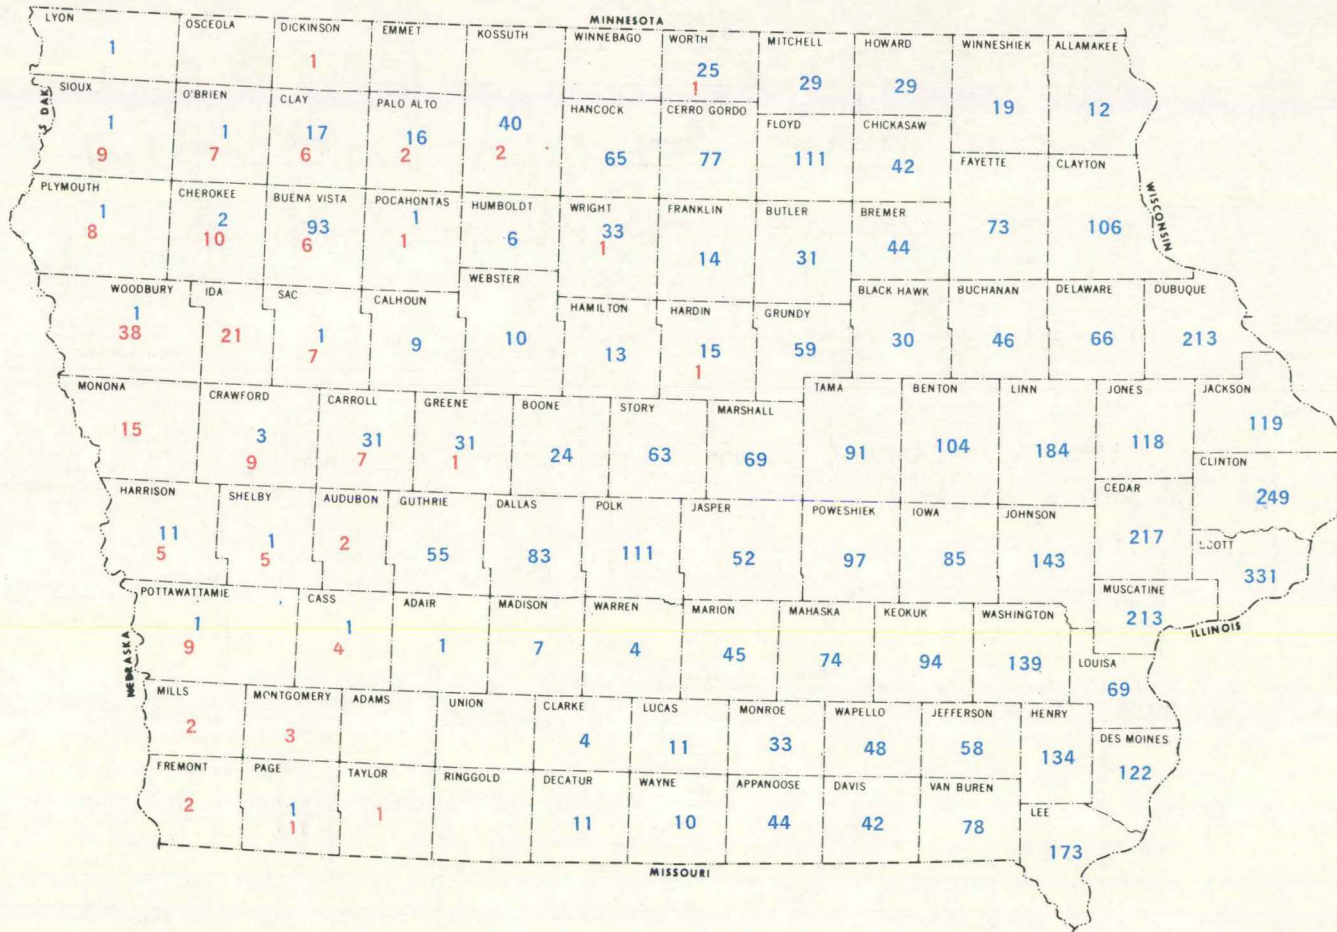 MINNESOTA
LYON
1
OSCEOLA
DICKINSON
1
EMMET
KOSSUTH
40
2
WINNEBAGO
WORTH
25
1
MITCHELL
29
HOWARD
29
WINNESHIEK
19
ALLAMAKEE
12
S DAK
SIOUX
1
9
O'BRIEN
1
7
CLAY
17
6
PALO ALTO
16
2
HANCOCK
65
CERRO GORDO
77
FLOYD
111
CHICKASAW
42
FAYETTE
73
CLAYTON
106
WISCONSIN
PLYMOUTH
1
8
CHEROKEE
2
10
BUENA VISTA
93
6
POCAHONTAS
1
1
HUMBOLDT
6
WRIGHT
33
1
FRANKLIN
14
BUTLER
31
BREMER
44
WOODBURY
1
38
IDA
21
SAC
1
7
CALHOUN
9
WEBSTER
10
HAMILTON
13
HARDIN
15
1
GRUNDY
59
BLACK HAWK
30
BUCHANAN
46
DELAWARE
66
DUBUQUE
213
MONONA
15
CRAWFORD
3
9
CARROLL
31
7
GREENE
31
1
BOONE
24
STORY
63
MARSHALL
69
TAMA
91
BENTON
104
LINN
184
JONES
118
JACKSON
119
CLINTON
249
HARRISON
11
5
SHELBY
1
5
AUDUBON
2
GUTHRIE
55
DALLAS
83
POLK
111
JASPER
52
POWESHIEK
97
IOWA
85
JOHNSON
143
CEDAR
217
SCOTT
331
NEBRASKA
POTTAWATTAMIE
1
9
CASS
1
4
ADAIR
1
MADISON
7
WARREN
4
MARION
45
MAHASKA
74
KEOKUK
94
WASHINGTON
139
MUSCATINE
213
ILLINOIS
LOUISA
69
MILLS
2
MONTGOMERY
3
ADAMS
UNION
CLARKE
4
LUCAS
11
MONROE
33
WAPELLO
48
JEFFERSON
58
HENRY
134
DES MOINES
122
FREMONT
2
PAGE
1
1
TAYLOR
1
RINGGOLD
DECATUR
11
WAYNE
10
APPANOOSE
44
DAVIS
42
VAN BUREN
78
LEE
173
MISSOURI